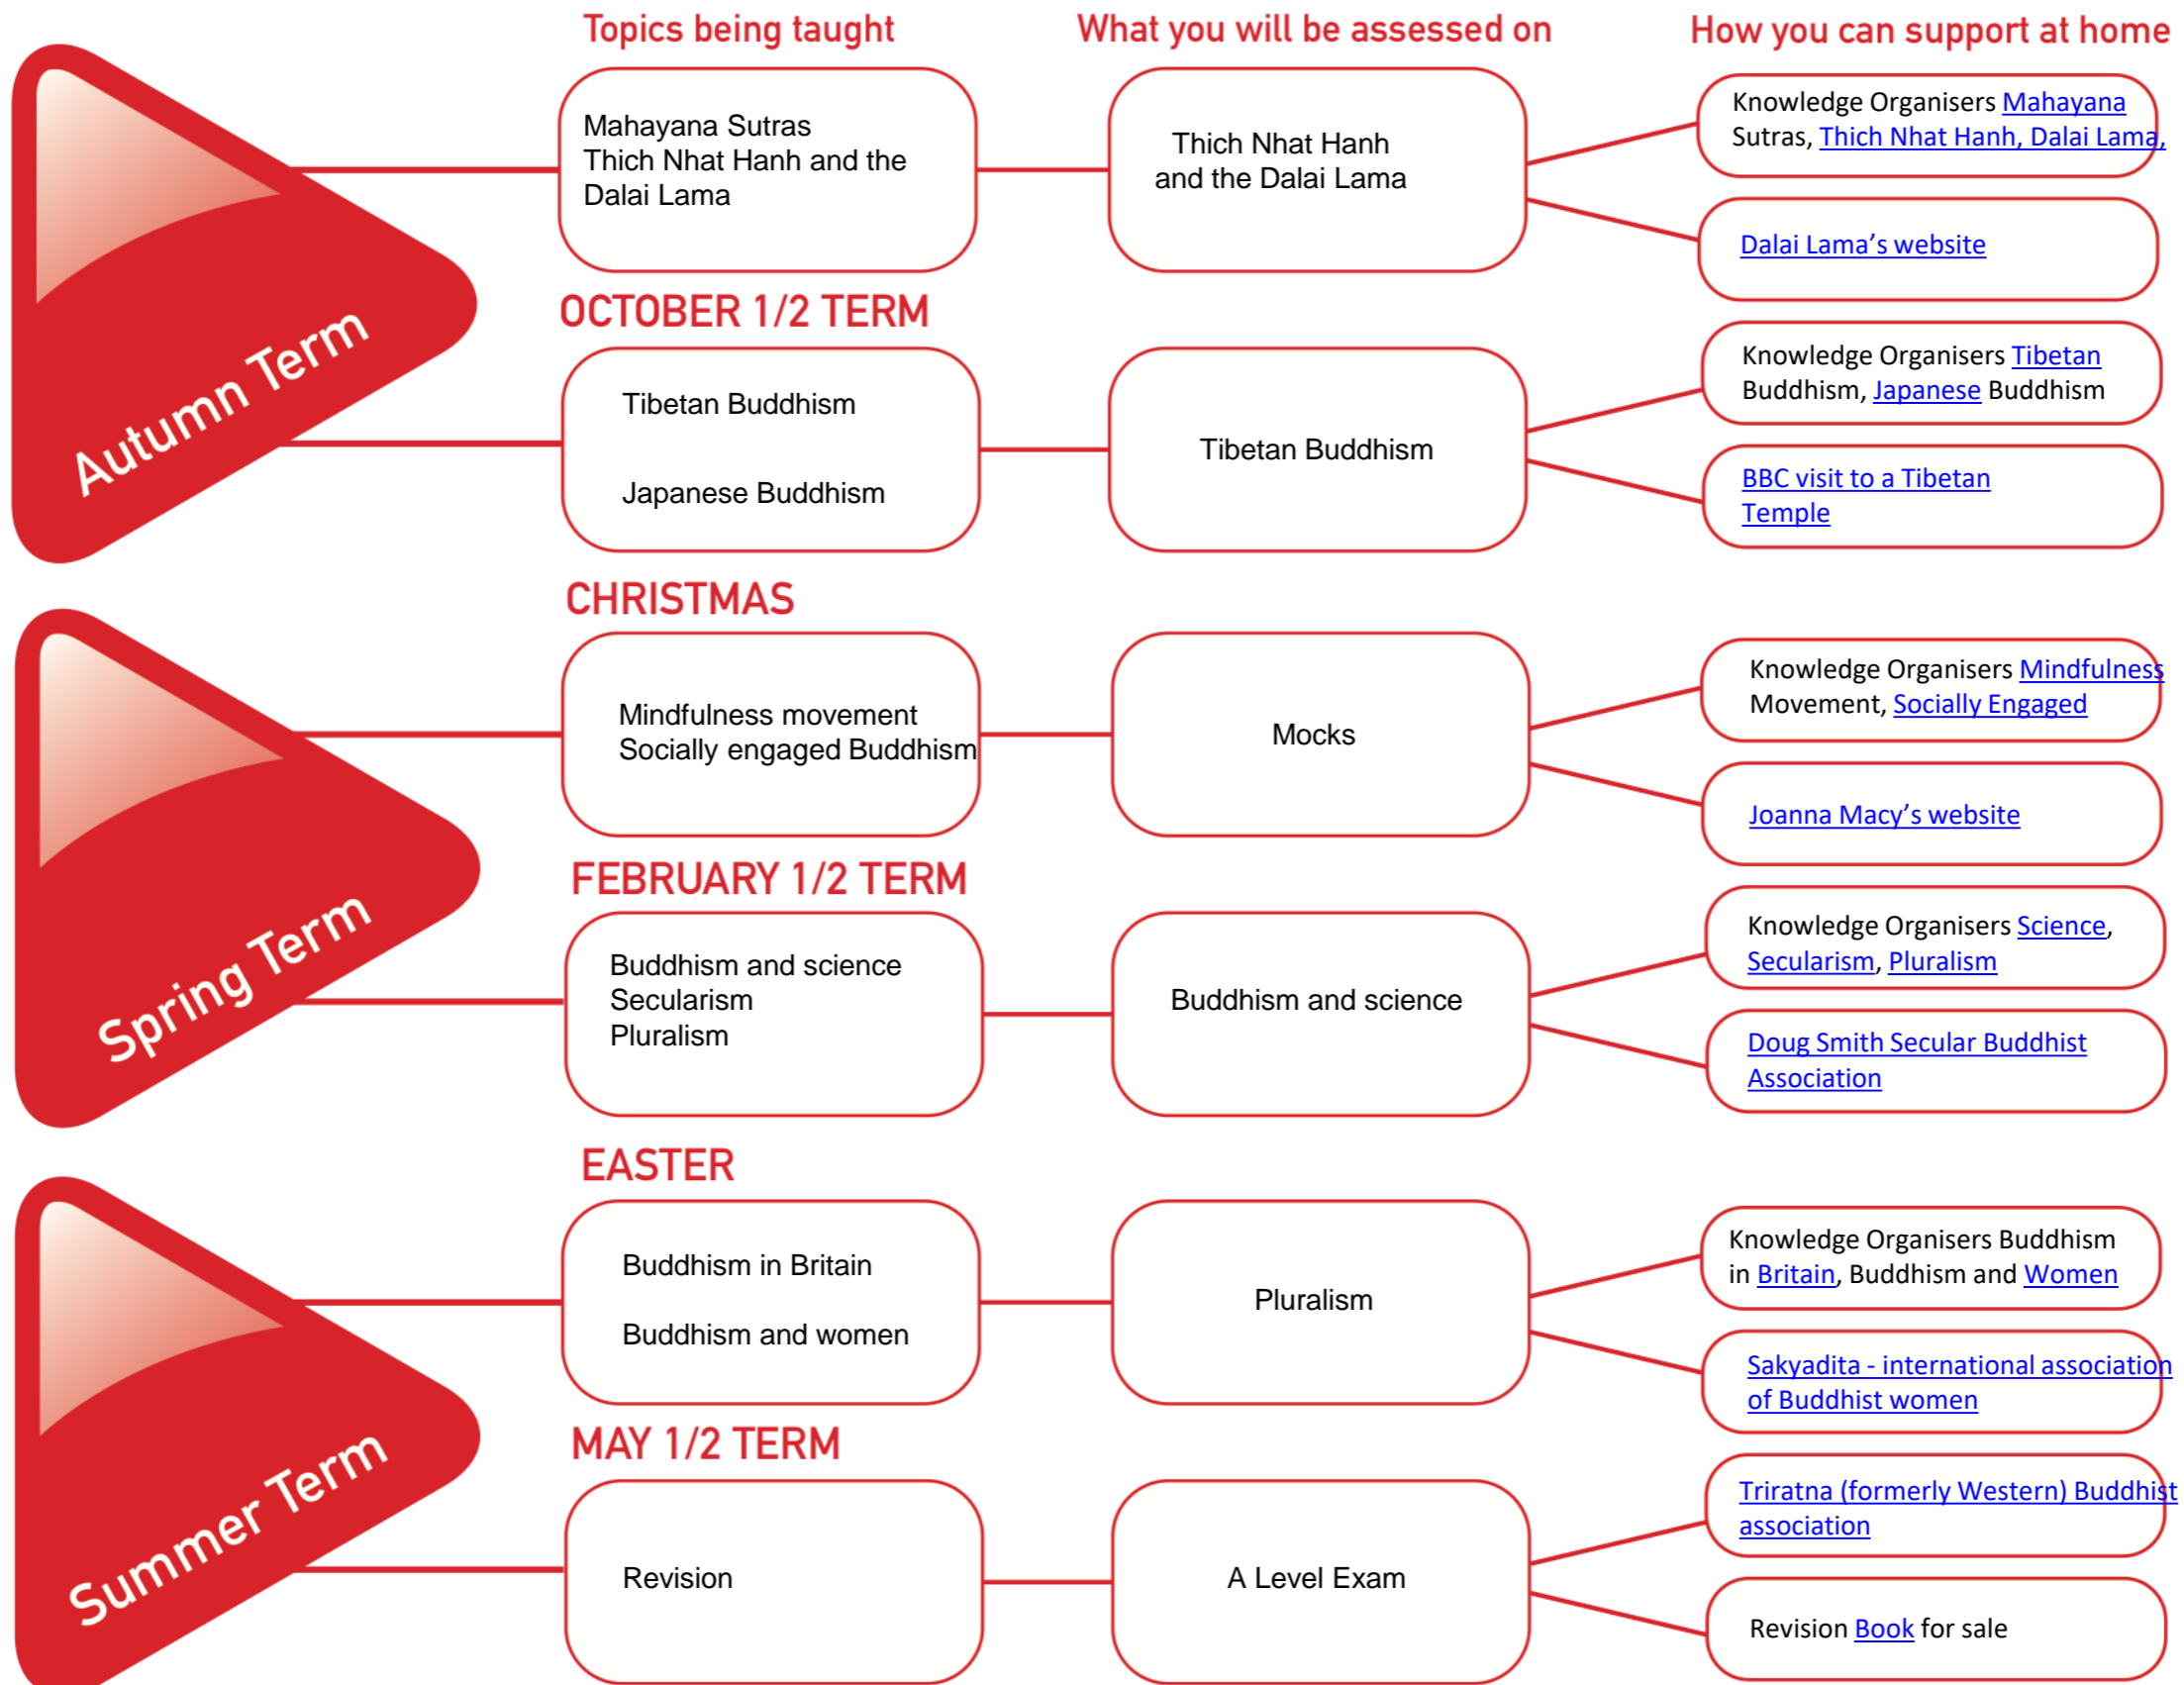 Topics being taught
What you will be assessed on
How you can support at home
Autumn Term
Mahayana Sutras
Thich Nhat Hanh and the
Dalai Lama
Thich Nhat Hanh
and the Dalai Lama
Knowledge Organisers Mahayana
Sutras, Thich Nhat Hanh, Dalai Lama,
Dalai Lama’s website
OCTOBER 1/2 TERM
Tibetan Buddhism
Japanese Buddhism
Tibetan Buddhism
Knowledge Organisers Tibetan
Buddhism, Japanese Buddhism
BBC visit to a Tibetan
Temple
CHRISTMAS
Spring Term
Mindfulness movement
Socially engaged Buddhism
Mocks
Knowledge Organisers Mindfulness
Movement, Socially Engaged
Joanna Macy’s website
FEBRUARY 1/2 TERM
Buddhism and science
Secularism
Pluralism
Buddhism and science
Knowledge Organisers Science,
Secularism, Pluralism
Doug Smith Secular Buddhist
Association
EASTER
Summer Term
Buddhism in Britain
Buddhism and women
Pluralism
Knowledge Organisers Buddhism
in Britain, Buddhism and Women
Sakyadita - international association
of Buddhist women
MAY 1/2 TERM
Revision
A Level Exam
Triratna (formerly Western) Buddhist
association
Revision Book for sale